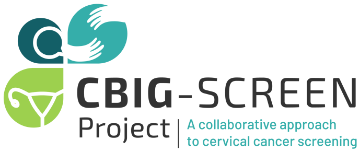 CBIG-SCREEN
Project
A collaborative approach
to cervical cancer screening